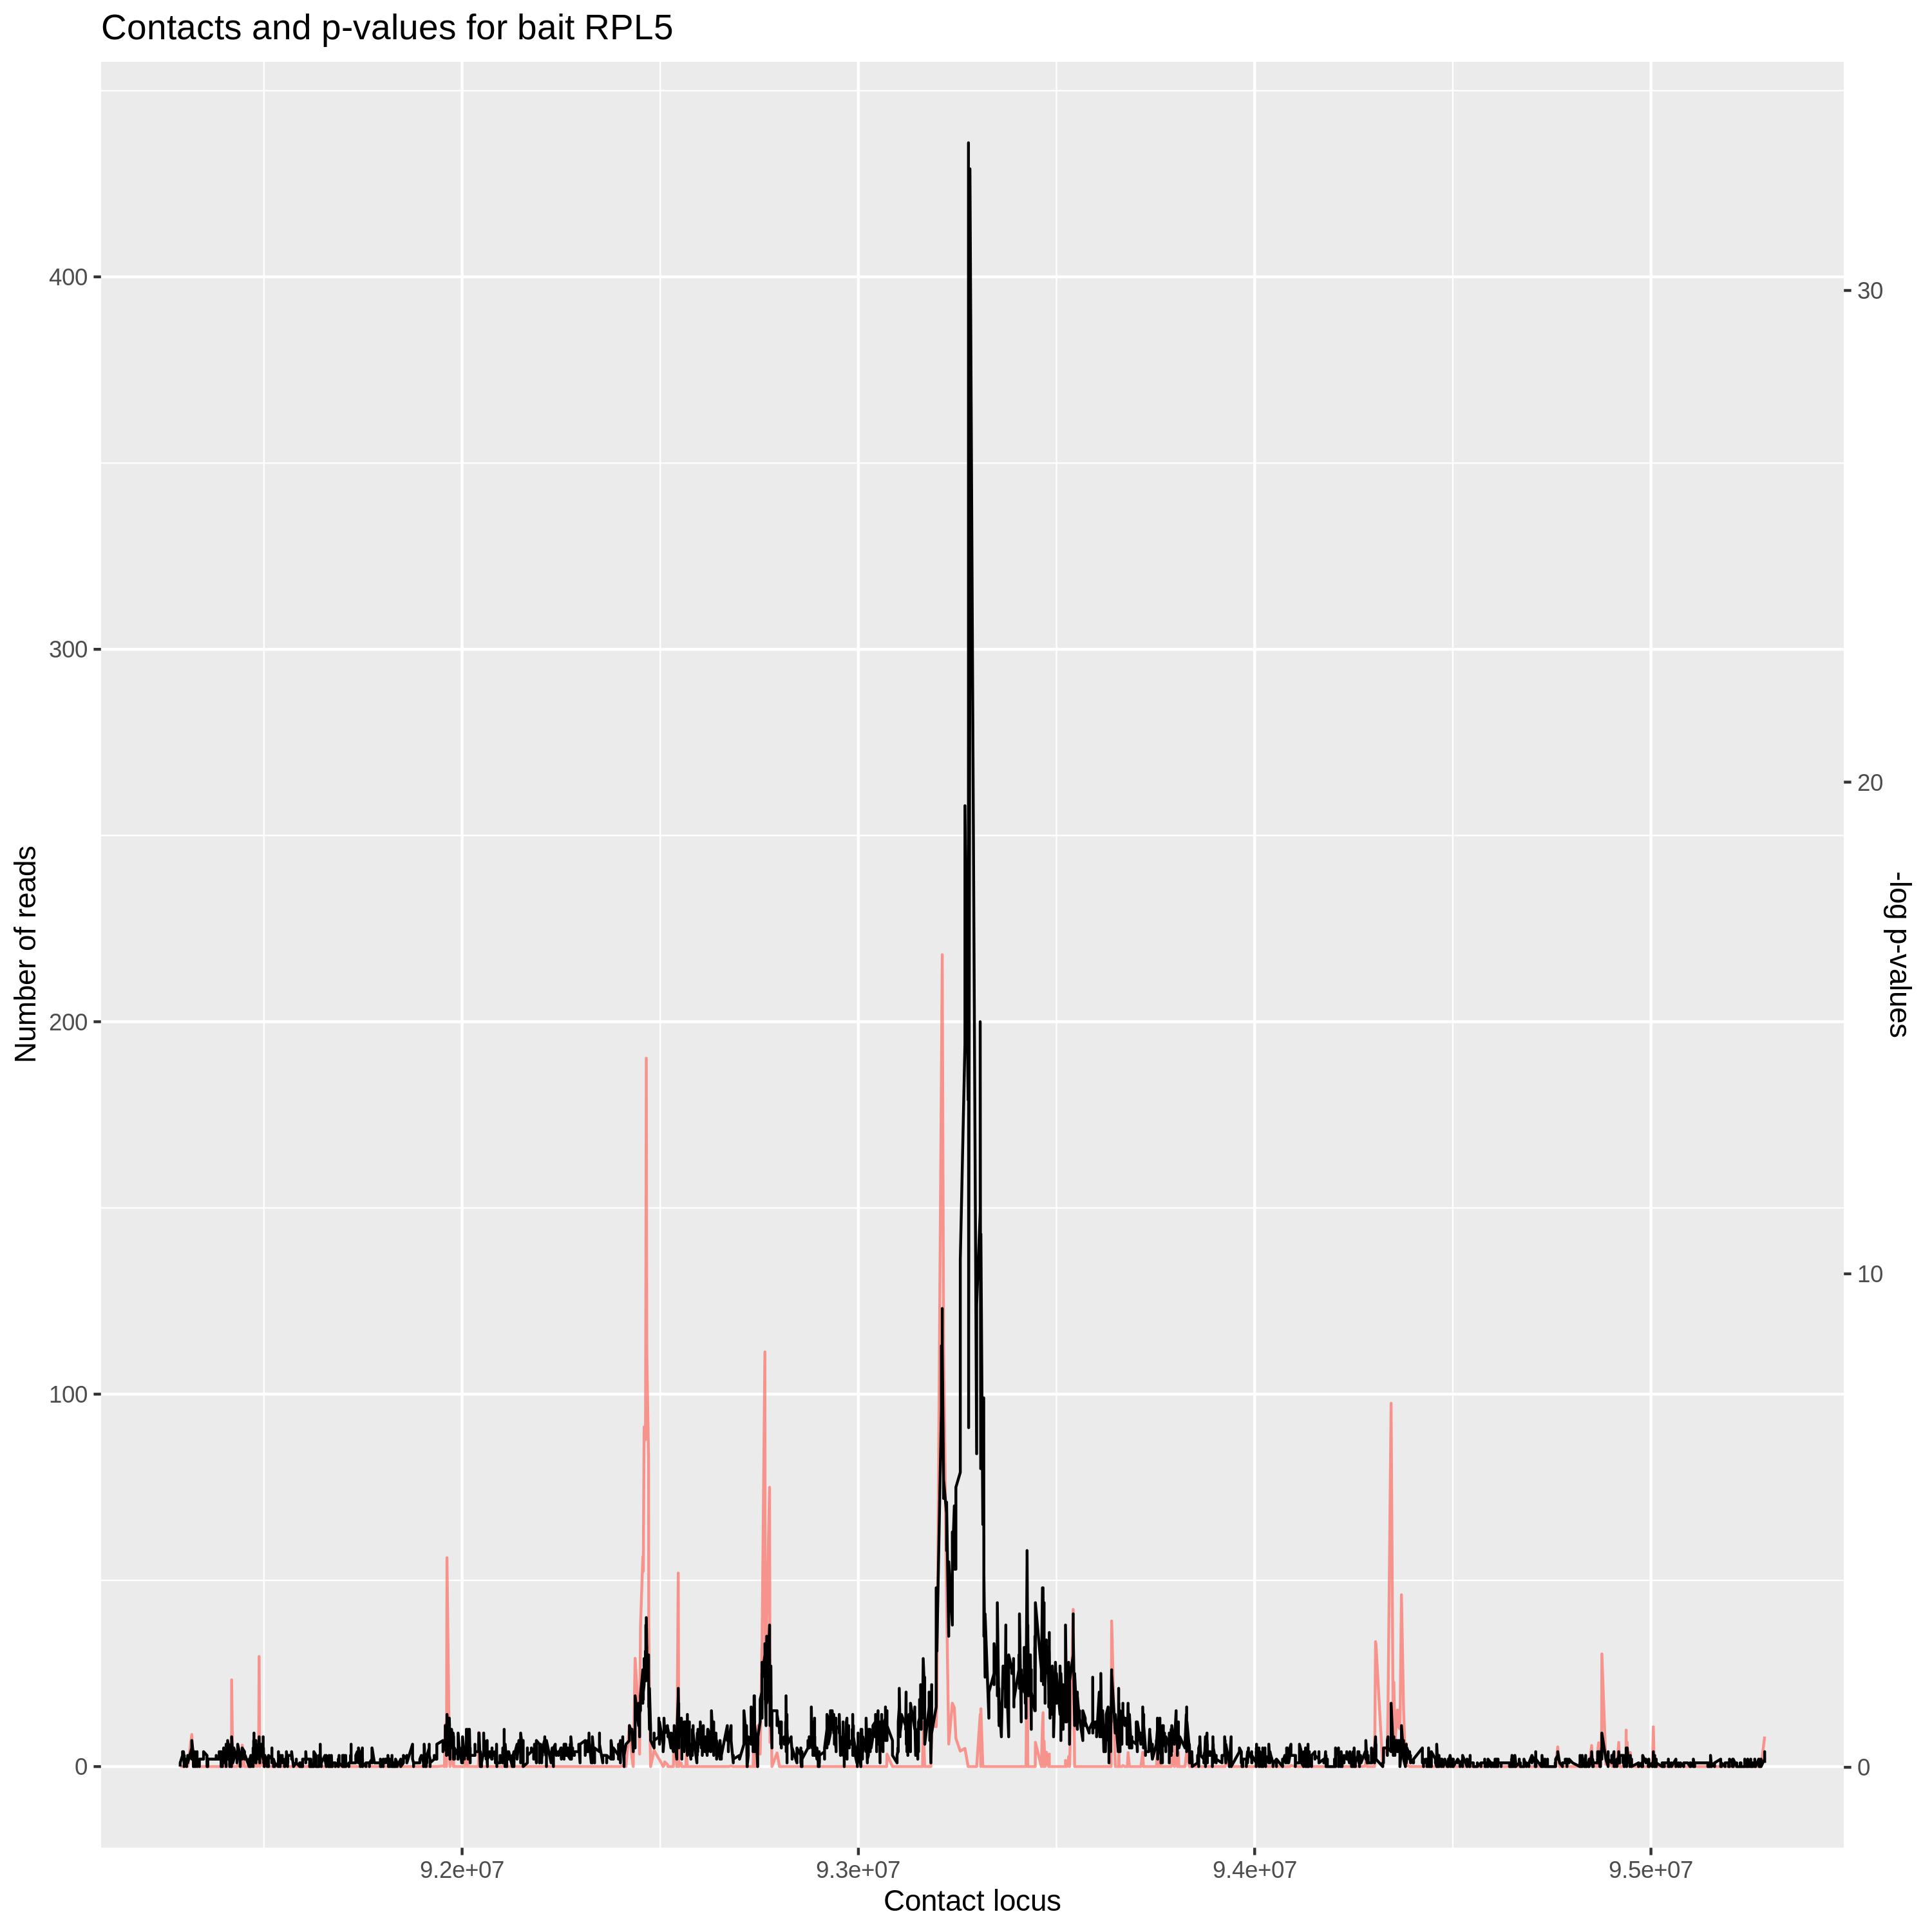 Contacts and p-values for bait RPL5
400
300
200
100
0
Number of reads
30
20
10
0
-log p-values
9.2e+07
9.3e+07
9.4e+07
9.5e+07
Contact locus